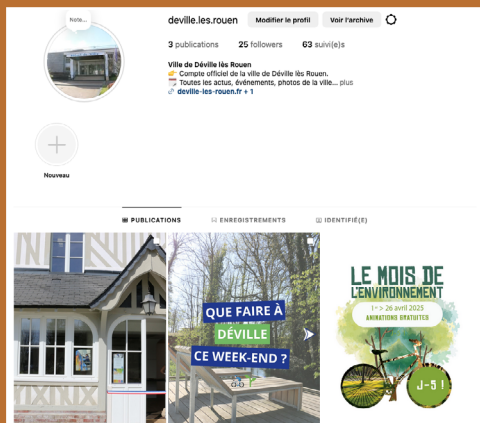 Note...
deville.les.rouen Modifier le profil Voir l'archive
3 publications 25 followers 63 suivi(e)s
Ville de Déville lès Rouen
👉 Compte officiel de la ville de Déville lès Rouen.
🗓️ Toutes les actus, événements, photos de la ville... plus
deville-les-rouen.fr + 1
Nouveau
PUBLICATIONS ENREGISTREMENTS IDENTIFIÉ(E)
QUE FAIRE À
DÉVILLE
CE WEEK-END ?
LE MOIS DE
L'ENVIRONNEMENT
1er > 26 avril 2025
ANIMATIONS GRATUITES
J-5 !